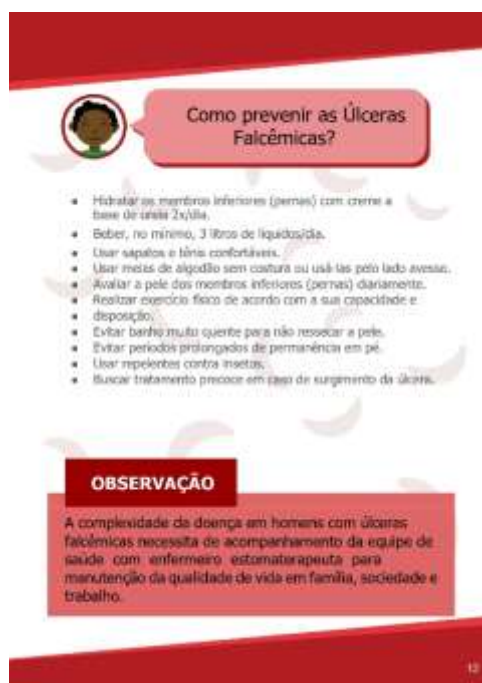 Como prevenir as Úlceras
Falcêmicas?
• Hidratar os membros inferiores (pernas) com creme a
base de ureia 2x/dia.
• Beber, no mínimo, 3 litros de líquidos/dia.
• Usar sapatos e tênis confortáveis.
• Usar meias de algodão sem costura ou usá-las pelo lado avesso.
• Avaliar a pele dos membros inferiores (pernas) diariamente.
• Realizar exercício físico de acordo com a sua capacidade e
• disposição.
• Evitar banho muito quente para não ressecar a pele.
• Evitar períodos prolongados de permanência em pé.
• Usar repelentes contra insetos.
• Buscar tratamento precoce em caso de surgimento da úlcera.
OBSERVAÇÃO
A complexidade da doença em homens com úlceras
falcêmicas necessita de acompanhamento da equipe de
saúde com enfermeiro estomaterapeuta para
manutenção da qualidade de vida em família, sociedade e
trabalho.
12